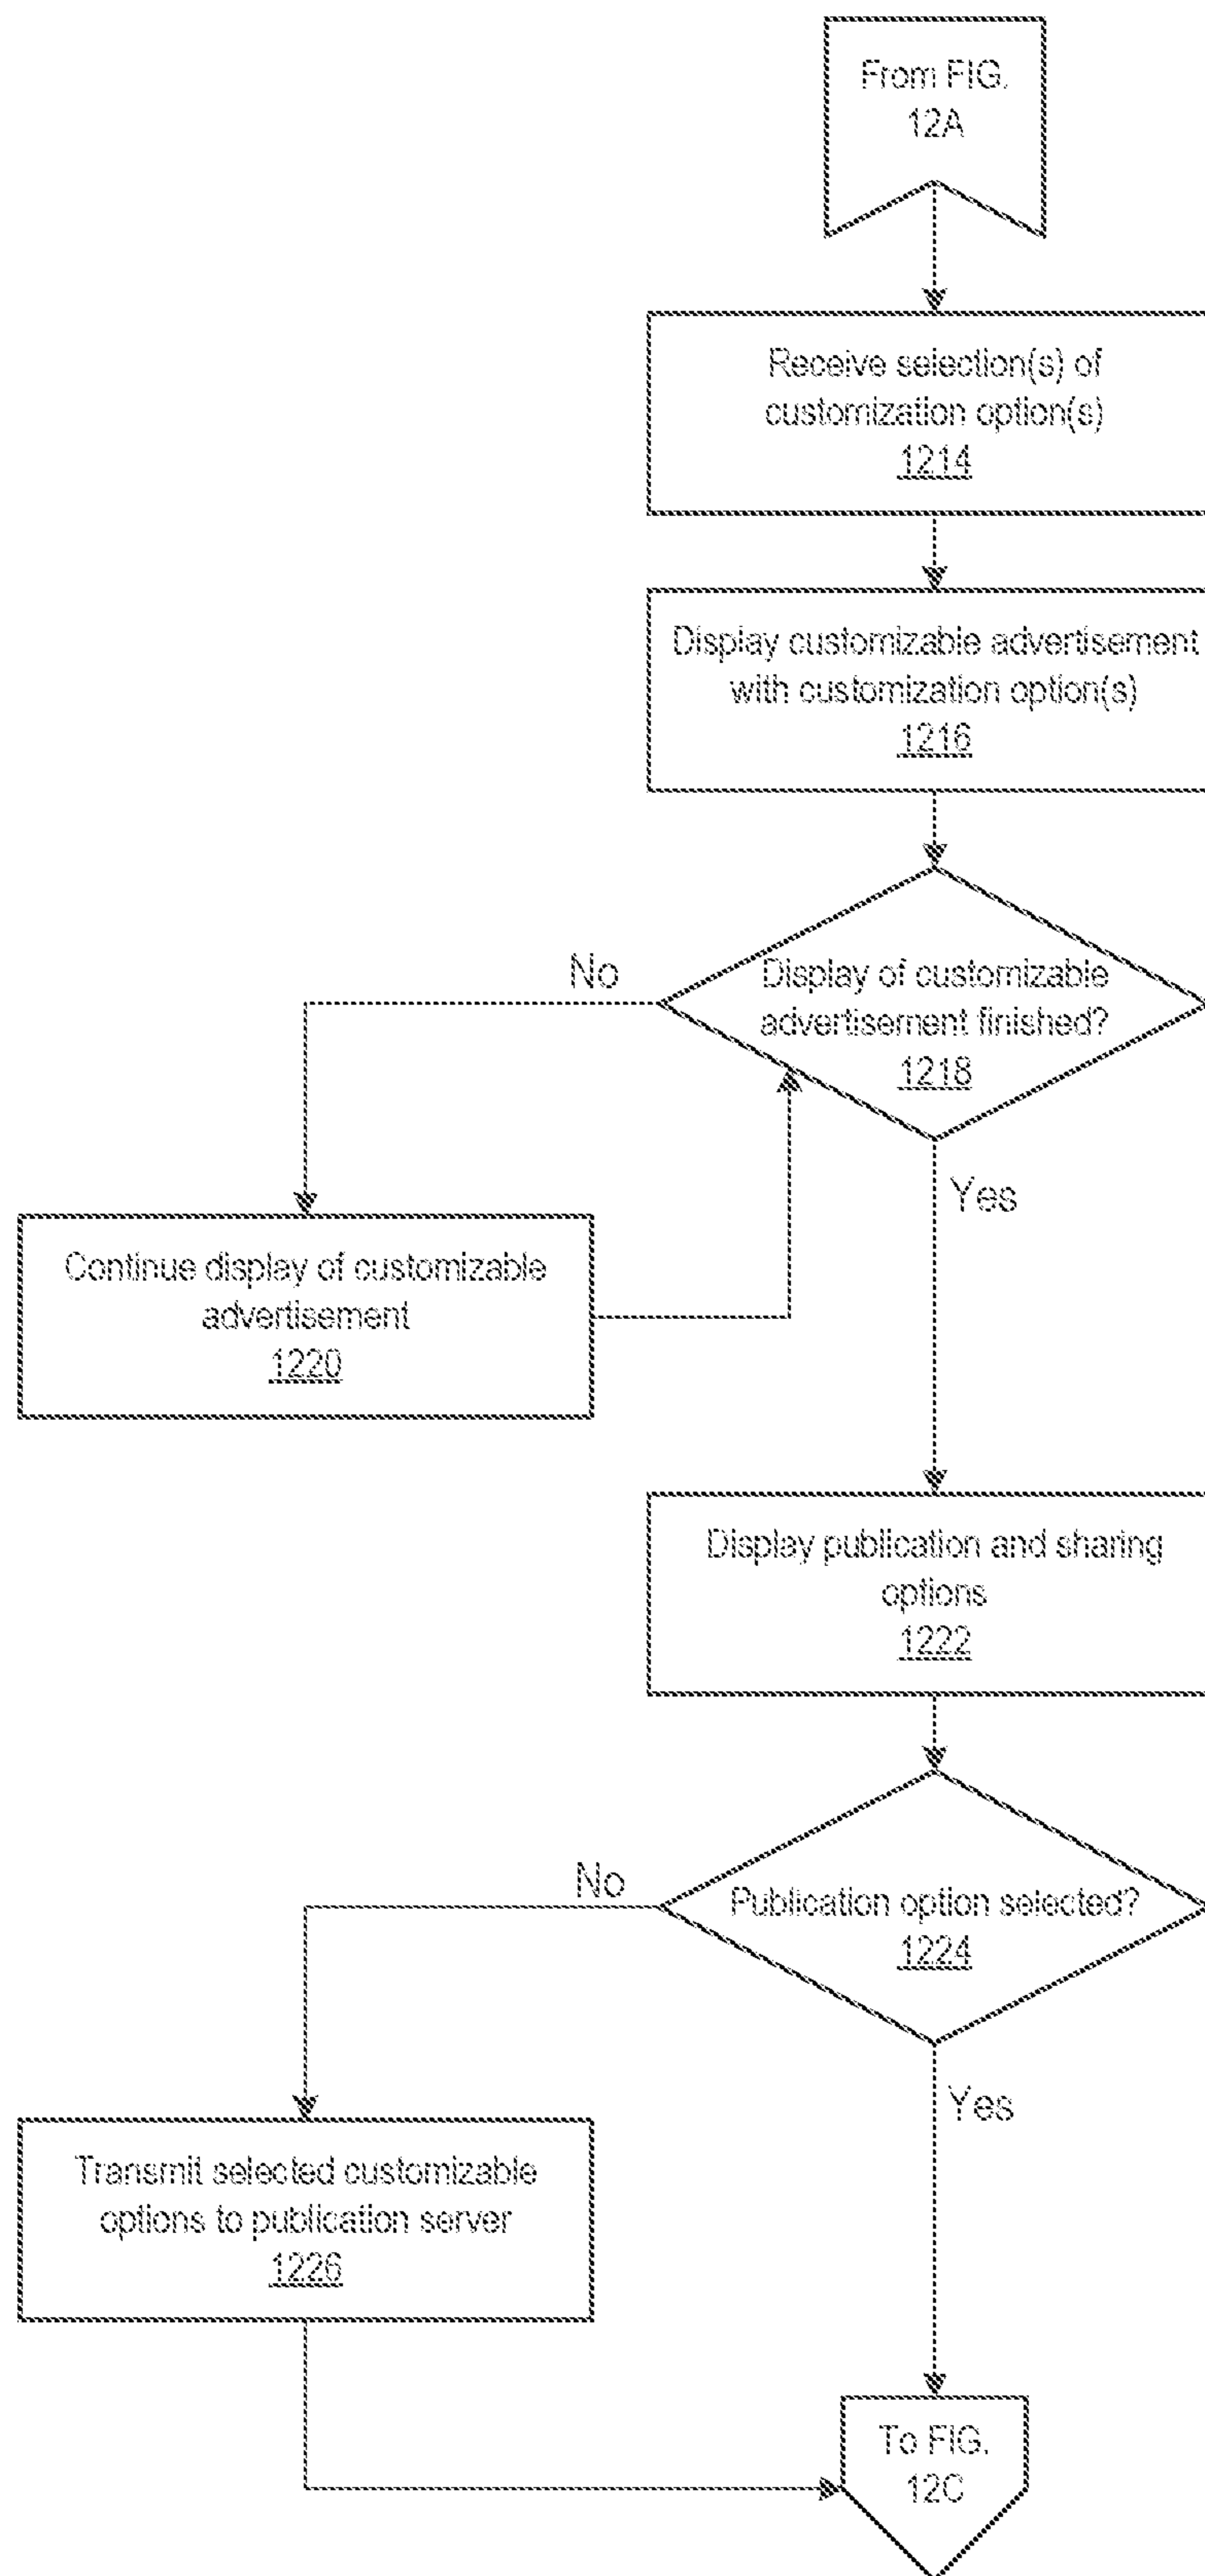 From FIG.
12A
Receive selection(s) of
customization option(s)
1214
Display customizable advertisement
with customization option(s)
1216
Display of customizable
advertisement finished?
1218
No
Yes
Continue display of customizable
advertisement
1220
Display publication and sharing
options
1222
Publication option selected?
1224
No
Yes
Transmit selected customizable
options to publication server
1226
To FIG.
12C